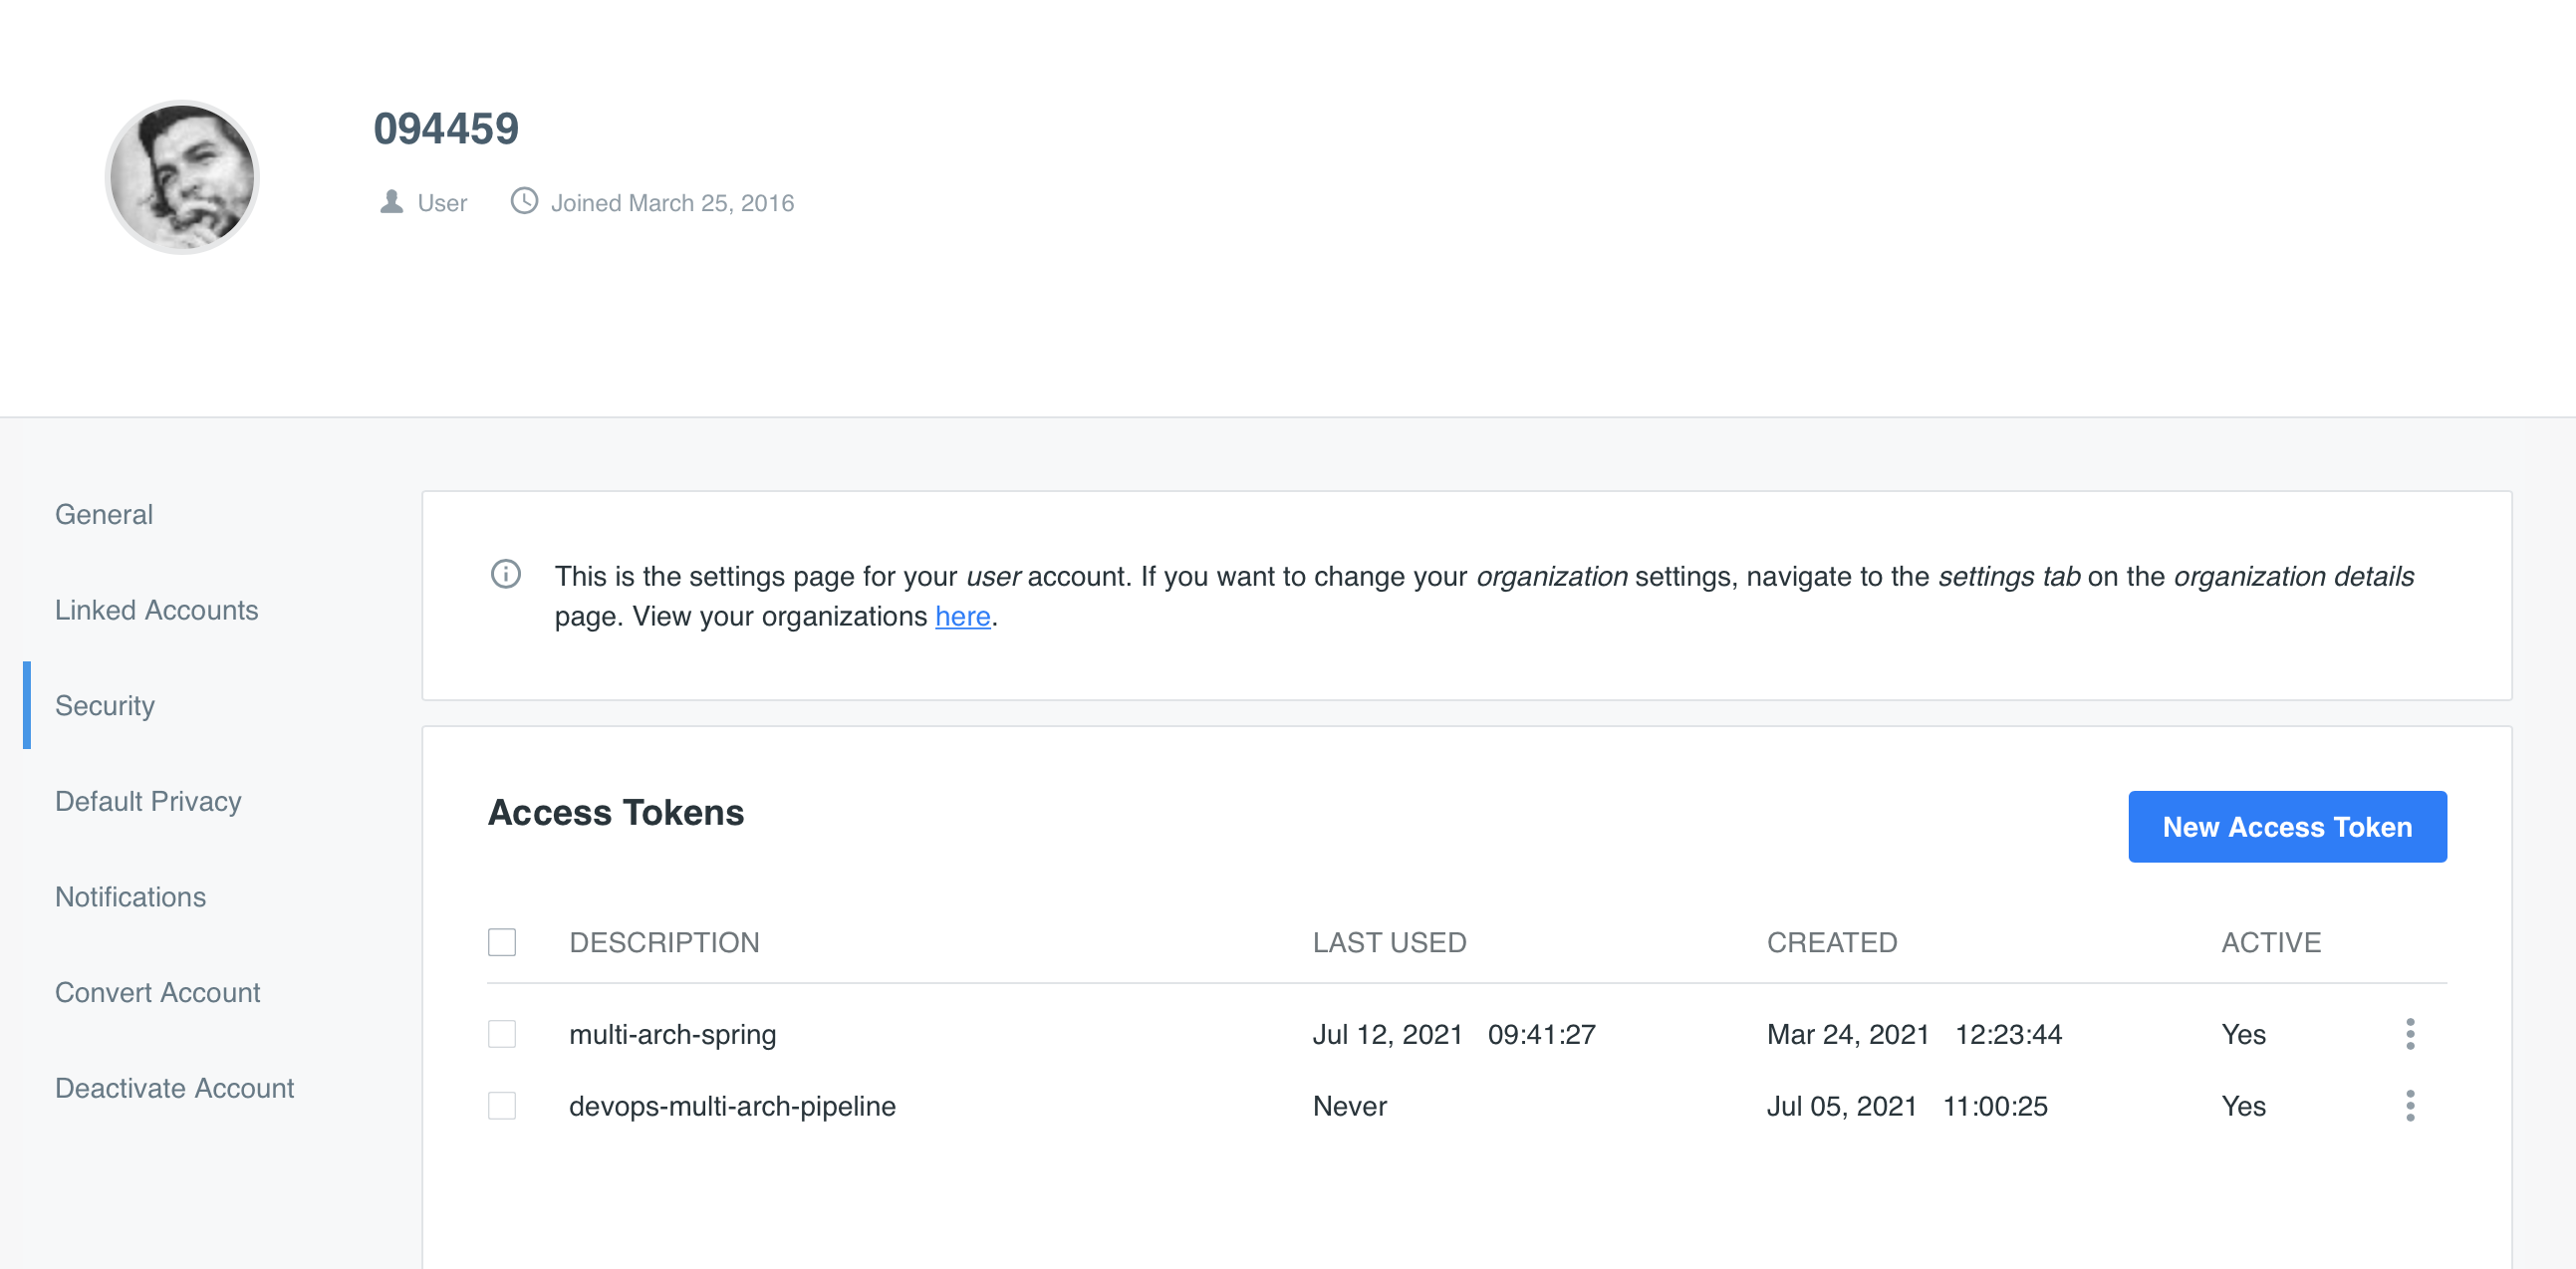 094459
User Joined March 25, 2016
General
Linked Accounts
Security
Default Privacy
Notifications
Convert Account
Deactivate Account
This is the settings page for your user account. If you want to change your organization settings, navigate to the settings tab on the organization details
page. View your organizations here.
Access Tokens
New Access Token
DESCRIPTION LAST USED CREATED ACTIVE
multi-arch-spring Jul 12, 2021 09:41:27 Mar 24, 2021 12:23:44 Yes
devops-multi-arch-pipeline Never Jul 05, 2021 11:00:25 Yes